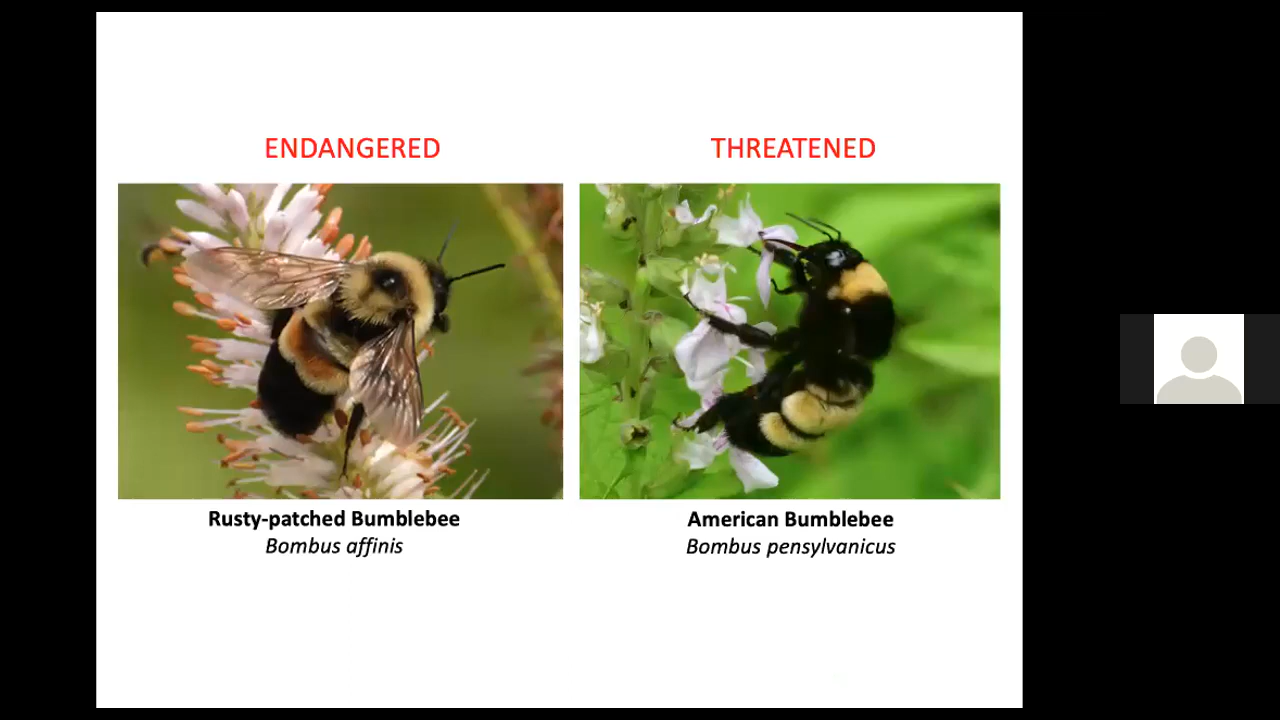 ENDANGERED
THREATENED
Rusty-patched Bumblebee
Bombus affinis
American Bumblebee
Bombus pensylvanicus